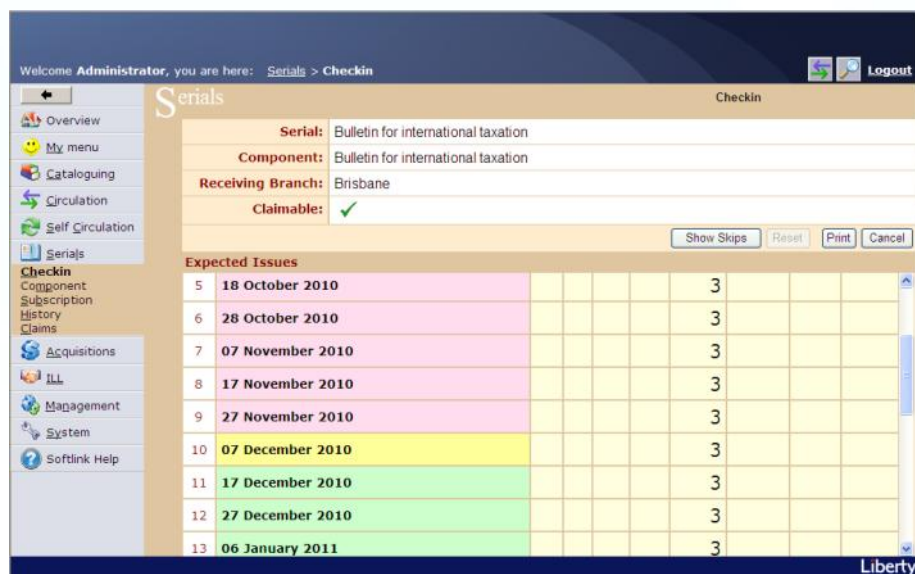 Welcome Administrator, you are here: Serials > Checkin
Logout
Serials
Checkin
Overview
My menu
Cataloguing
Circulation
Self Circulation
Serials
Checkin
Component
Subscription
History
Claims
Acquisitions
ILL
Management
System
Softlink Help
Serial: Bulletin for international taxation
Component: Bulletin for international taxation
Receiving Branch: Brisbane
Claimable:
Show Skips Reset Print Cancel
Expected Issues
5 18 October 2010 3
6 28 October 2010 3
7 07 November 2010 3
8 17 November 2010 3
9 27 November 2010 3
10 07 December 2010 3
11 17 December 2010 3
12 27 December 2010 3
13 06 January 2011 3
Liberty